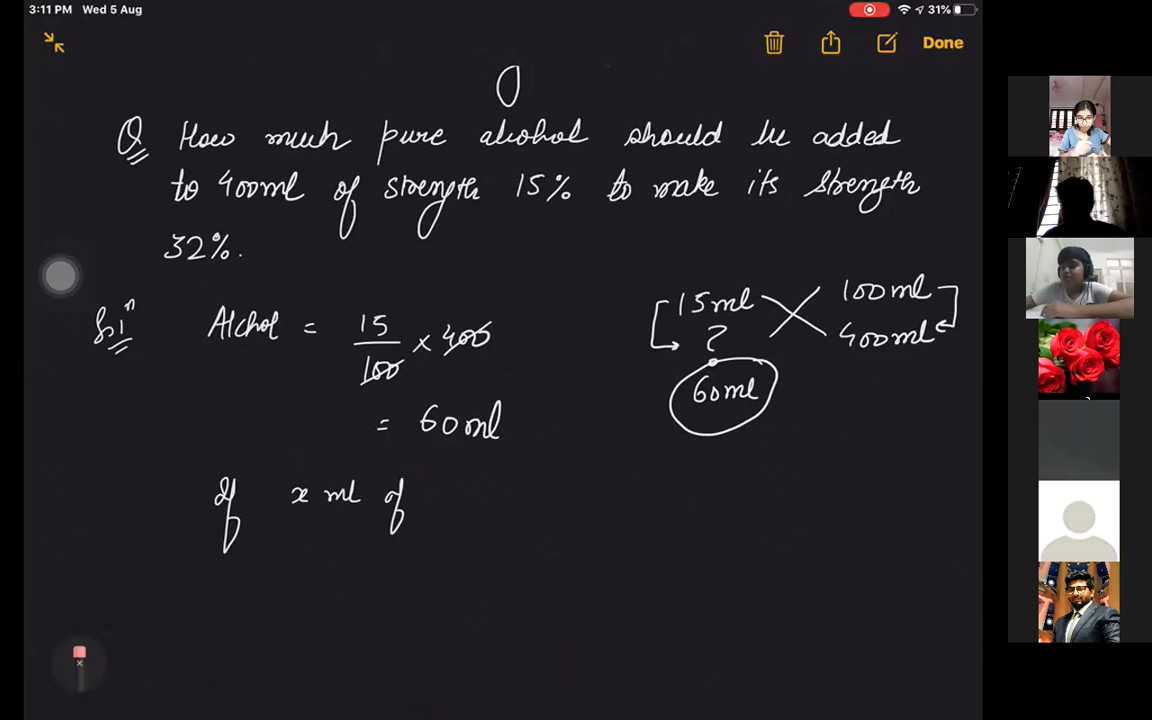 3:11 PM Wed 5 Aug
31%
Done
Q How much pure alcohol should be added
to 400ml of strength 15% to make its strength
32%.
Solⁿ Alchol = 15/100 × 400
= 60ml
15ml 100ml
? 400ml
60ml
If x ml of